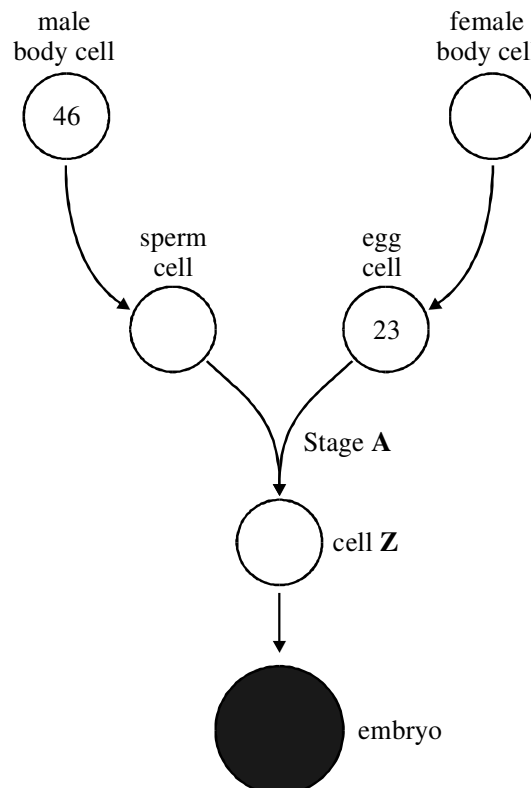 male
body cell
female
body cel
46
sperm
cell
egg
cell
23
Stage A
cell Z
embryo